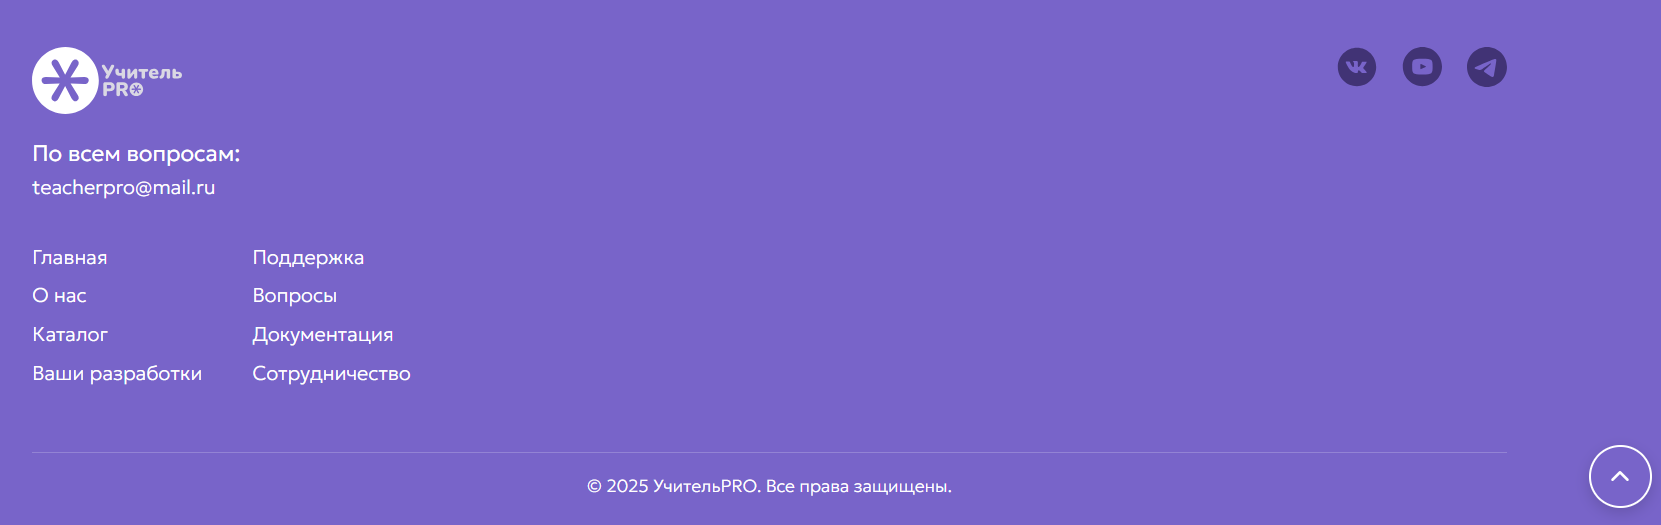 Учитель
PRO
По всем вопросам:
teacherpro@mail.ru
Главная
О нас
Каталог
Ваши разработки
Поддержка
Вопросы
Документация
Сотрудничество
© 2025 УчительPRO. Все права защищены.